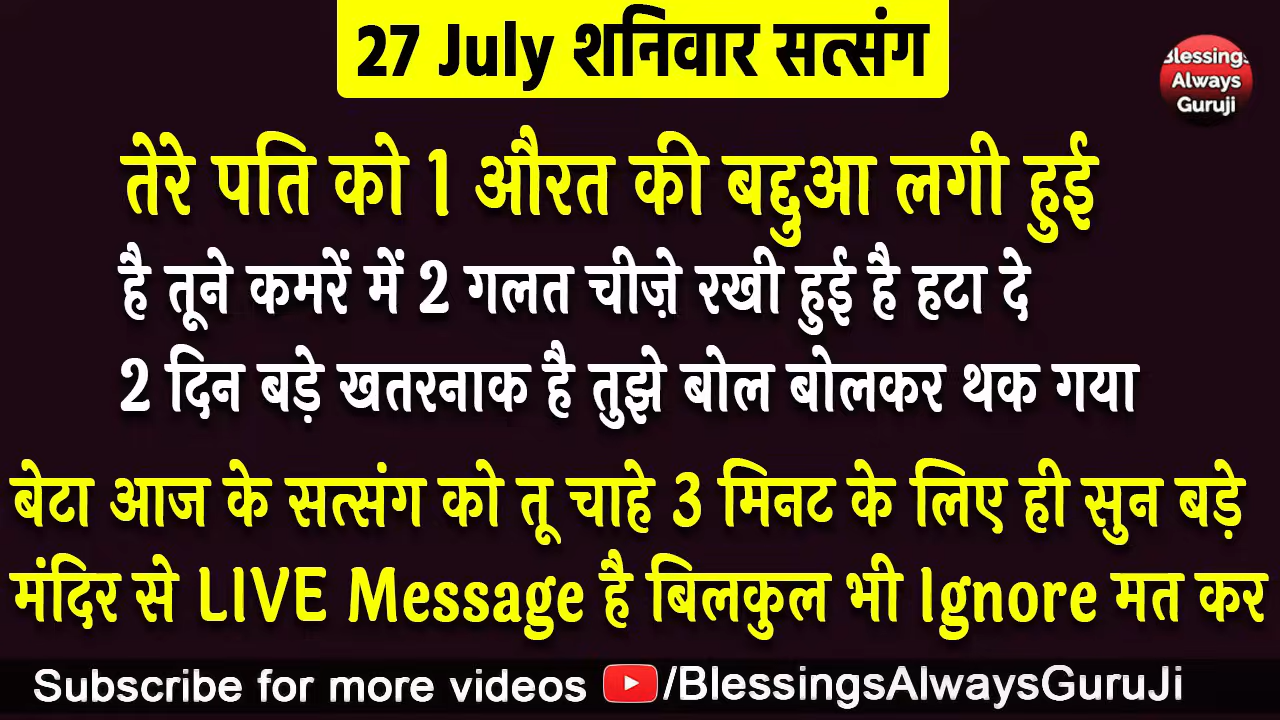 27 July शनिवार सत्संग
Blessings
Always
Guruji
तेरे पति को 1 औरत की बद्दुआ लगी हुई
है तूने कमरें में 2 गलत चीज़े रखी हुई है हटा दे
2 दिन बड़े खतरनाक है तुझे बोल बोलकर थक गया
बेटा आज के सत्संग को तू चाहे 3 मिनट के लिए ही सुन बड़े
मंदिर से LIVE Message है बिलकुल भी Ignore मत कर
Subscribe for more videos /BlessingsAlwaysGuruJi